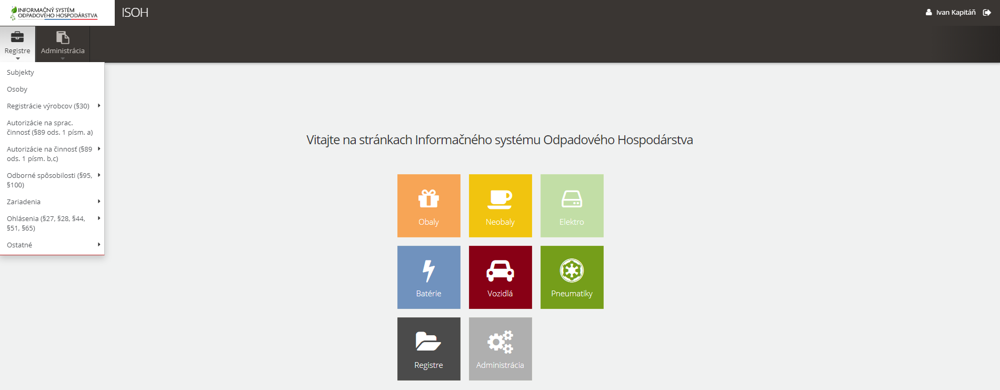 INFORMAČNÝ SYSTÉM
ODPADOVÉHO HOSPODÁRSTVA
ISOH
Ivan Kapitáň
Registre
Administrácia
Subjekty
Osoby
Registrácie výrobcov (§30)
Autorizácie na sprac.
činnosť (§89 ods. 1 písm. a)
Autorizácie na činnosť (§89
ods. 1 písm. b,c)
Odborné spôsobilosti (§95,
§100)
Zariadenia
Ohlásenia (§27, §28, §44,
§51, §65)
Ostatné
Vitajte na stránkach Informačného systému Odpadového Hospodárstva
Obaly
Neobaly
Elektro
Batérie
Vozidlá
Pneumatiky
Registre
Administrácia